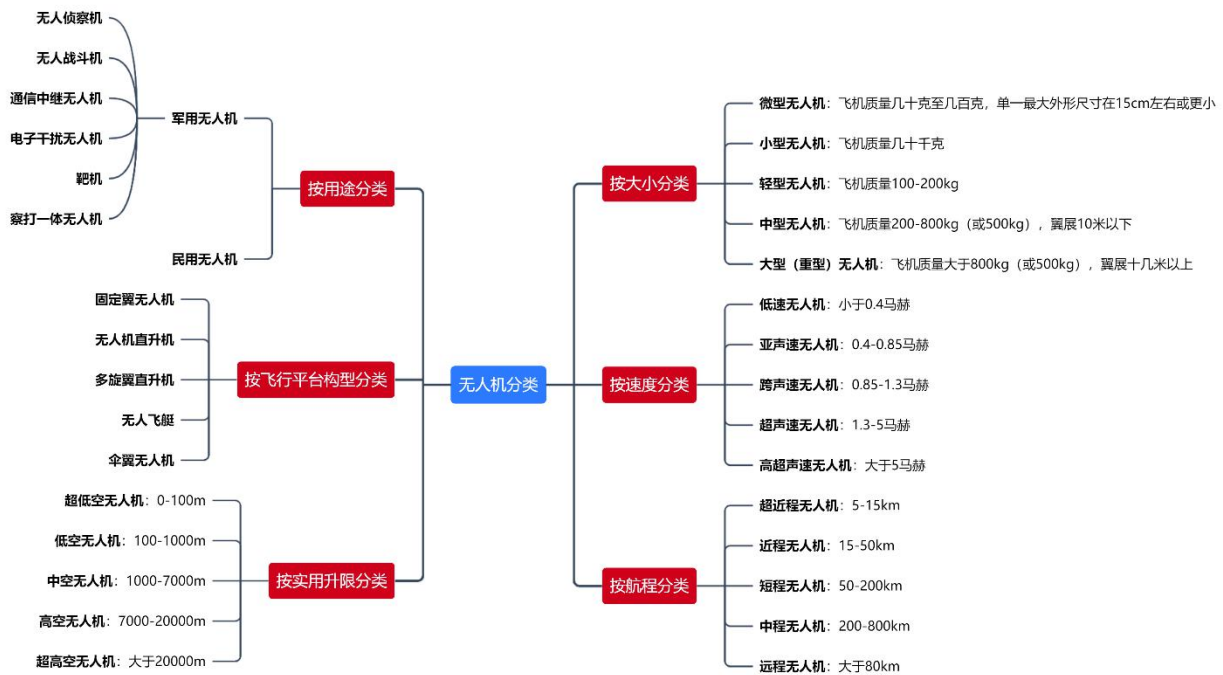 无人机分类
按用途分类
军用无人机
无人侦察机
无人战斗机
通信中继无人机
电子干扰无人机
靶机
察打一体无人机
民用无人机
按飞行平台构型分类
固定翼无人机
无人机直升机
多旋翼直升机
无人飞艇
伞翼无人机
按实用升限分类
超低空无人机：0-100m
低空无人机：100-1000m
中空无人机：1000-7000m
高空无人机：7000-20000m
超高空无人机：大于20000m
按大小分类
微型无人机：飞机质量几十克至几百克，单一最大外形尺寸在15cm左右或更小
小型无人机：飞机质量几十千克
轻型无人机：飞机质量100-200kg
中型无人机：飞机质量200-800kg（或500kg），翼展10米以下
大型（重型）无人机：飞机质量大于800kg（或500kg），翼展十几米以上
按速度分类
低速无人机：小于0.4马赫
亚声速无人机：0.4-0.85马赫
跨声速无人机：0.85-1.3马赫
超声速无人机：1.3-5马赫
高超声速无人机：大于5马赫
按航程分类
超近程无人机：5-15km
近程无人机：15-50km
短程无人机：50-200km
中程无人机：200-800km
远程无人机：大于80km